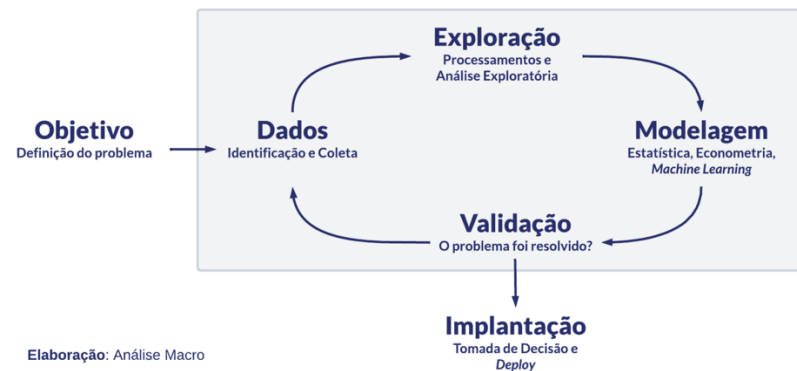 Exploração
Processamentos e
Análise Exploratória
Objetivo
Definição do problema
Dados
Identificação e Coleta
Modelagem
Estatística, Econometria,
Machine Learning
Validação
O problema foi resolvido?
Implantação
Tomada de Decisão e
Deploy
Elaboração: Análise Macro